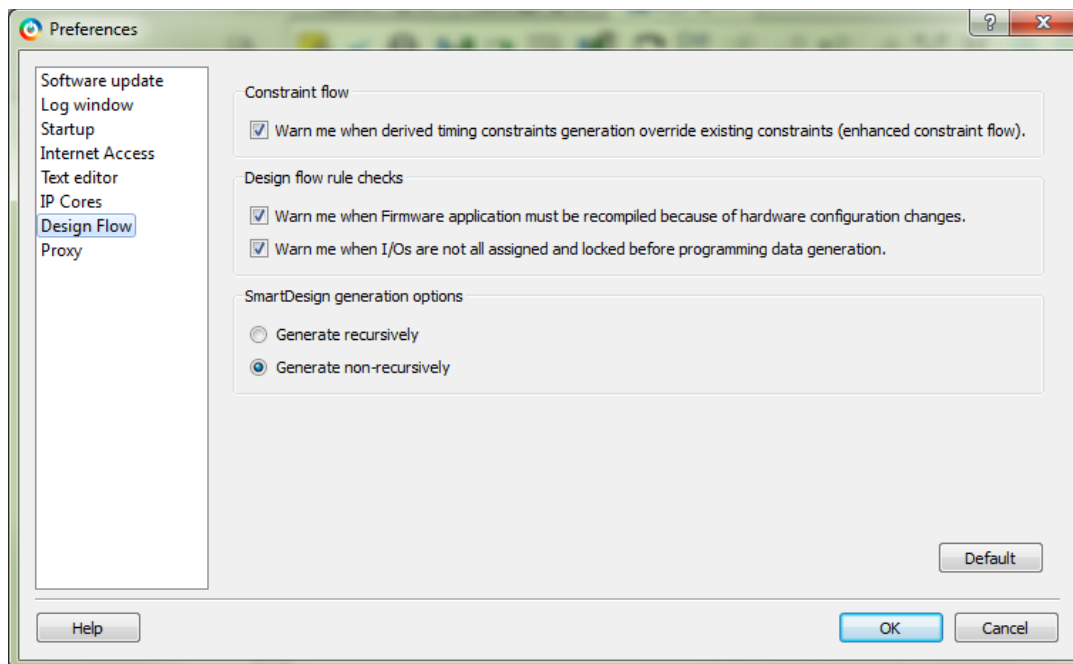 Preferences
Software update
Log window
Startup
Internet Access
Text editor
IP Cores
Design Flow
Proxy
Constraint flow
Warn me when derived timing constraints generation override existing constraints (enhanced constraint flow).
Design flow rule checks
Warn me when Firmware application must be recompiled because of hardware configuration changes.
Warn me when I/Os are not all assigned and locked before programming data generation.
SmartDesign generation options
Generate recursively
Generate non-recursively
Default
Help
OK
Cancel